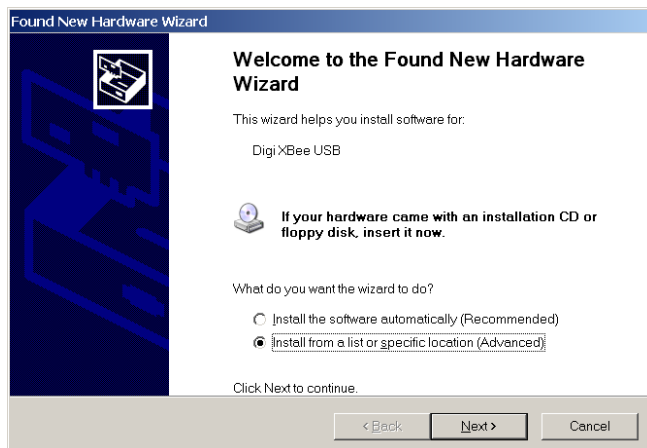 Found New Hardware Wizard
Welcome to the Found New Hardware
Wizard
This wizard helps you install software for:
Digi XBee USB
If your hardware came with an installation CD or
floppy disk, insert it now.
What do you want the wizard to do?
Install the software automatically (Recommended)
Install from a list or specific location (Advanced)
Click Next to continue.
< Back
Next >
Cancel